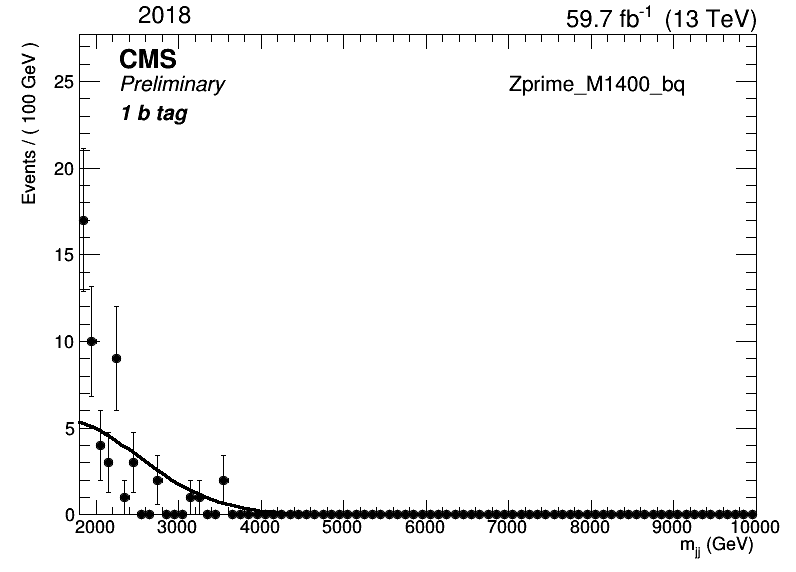 2018
59.7 fb⁻¹ (13 TeV)
CMS
Preliminary
1 b tag
Zprime_M1400_bq
Events / ( 100 GeV )
25
20
15
10
5
0
2000 3000 4000 5000 6000 7000 8000 9000 10000
m_jj (GeV)